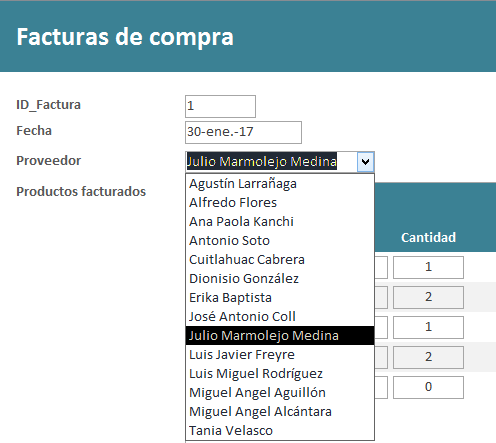 Facturas de compra
ID_Factura 1
Fecha 30-ene.-17
Proveedor Julio Marmolejo Medina
Productos facturados
Agustín Larrañaga
Alfredo Flores
Ana Paola Kanchi
Antonio Soto
Cuitlahuac Cabrera
Dionisio González
Erika Baptista
José Antonio Coll
Julio Marmolejo Medina
Luis Javier Freyre
Luis Miguel Rodríguez
Miguel Angel Aguillón
Miguel Angel Alcántara
Tania Velasco
Cantidad
1
2
1
2
0